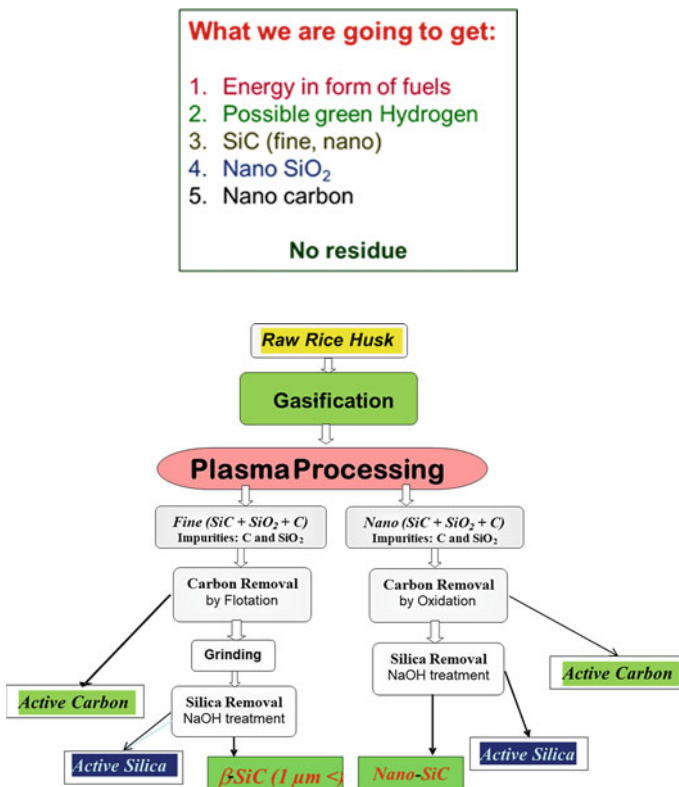 What we are going to get:
1. Energy in form of fuels
2. Possible green Hydrogen
3. SiC (fine, nano)
4. Nano SiO₂
5. Nano carbon
No residue
Raw Rice Husk
Gasification
Plasma Processing
Fine (SiC + SiO₂ + C)
Impurities: C and SiO₂
Nano (SiC + SiO₂ + C)
Impurities: C and SiO₂
Carbon Removal
by Flotation
Carbon Removal
by Oxidation
Grinding
Silica Removal
NaOH treatment
Active Carbon
Active Carbon
Silica Removal
NaOH treatment
Active Silica
Active Silica
β-SiC (1 µm <)
Nano-SiC